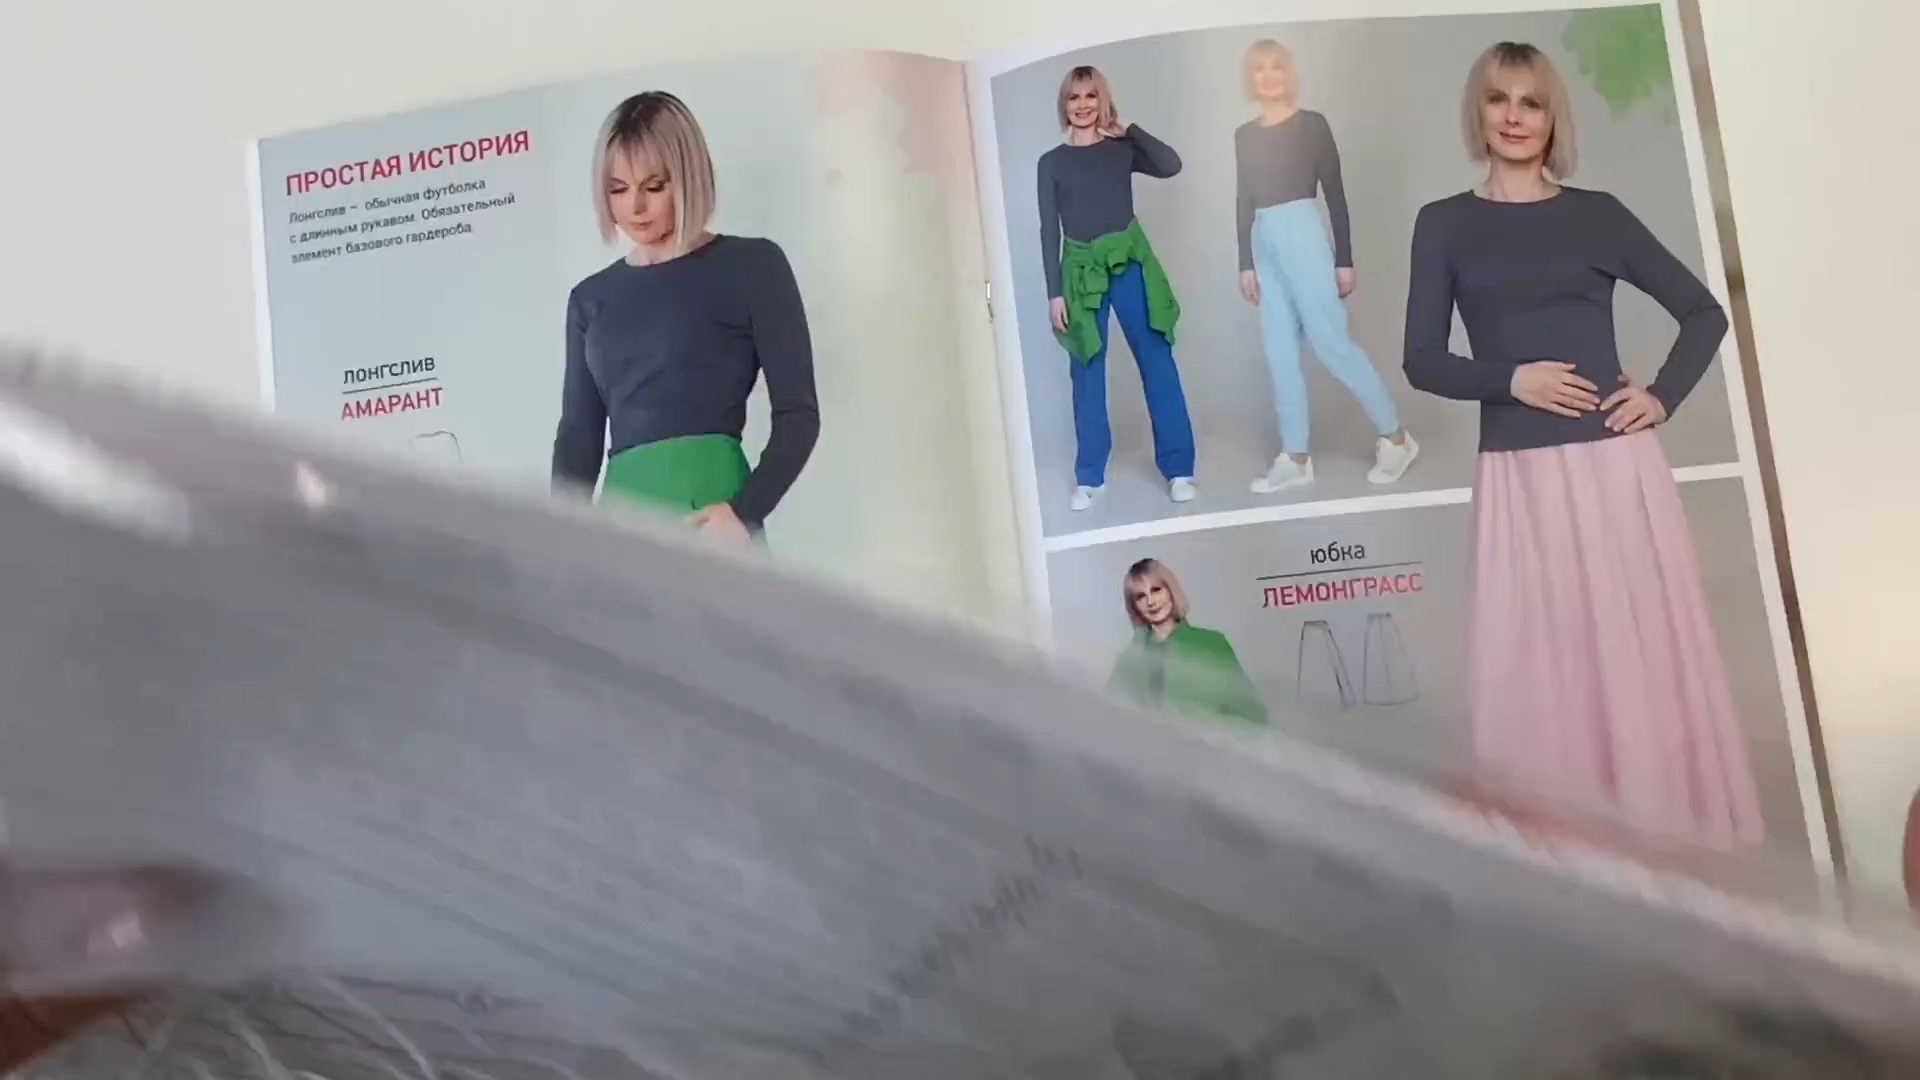 ПРОСТАЯ ИСТОРИЯ
Лонгслив – обычная футболка
с длинным рукавом. Обязательный
элемент базового гардероба.
ЛОНГСЛИВ
АМАРАНТ
юбка
ЛЕМОНГРАСС